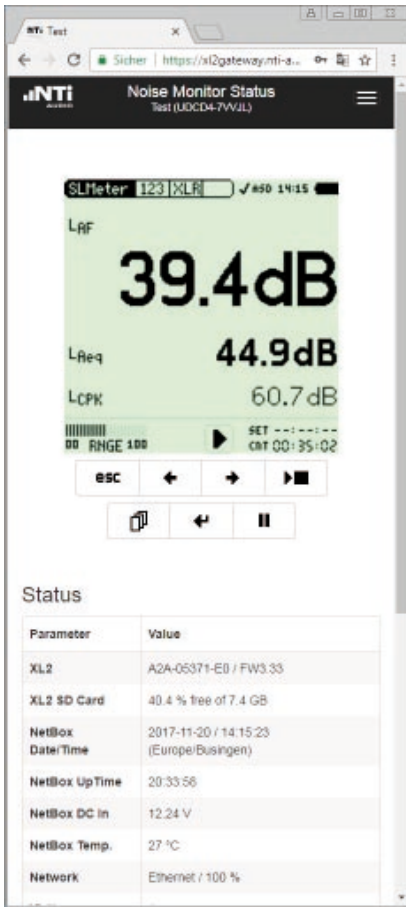 NTi Test
Sicher https://xl2gateway.nti-a...
NTi
AUDIO
Noise Monitor Status
Test (UDCD4-7VVJL)
SLMeter 123 XLR ASD 14:15
LAF
39.4dB
LAeq 44.9dB
LCPK 60.7dB
SET --:--:--
00 RNGE 100 CNT 00:35:02
esc
Status
Parameter Value
XL2 A2A-05371-E0 / FW3.33
XL2 SD Card 40.4 % free of 7.4 GB
NetBox Date/Time 2017-11-20 / 14:15:23
(Europe/Busingen)
NetBox UpTime 20:33:56
NetBox DC In 12.24 V
NetBox Temp. 27 °C
Network Ethernet / 100 %